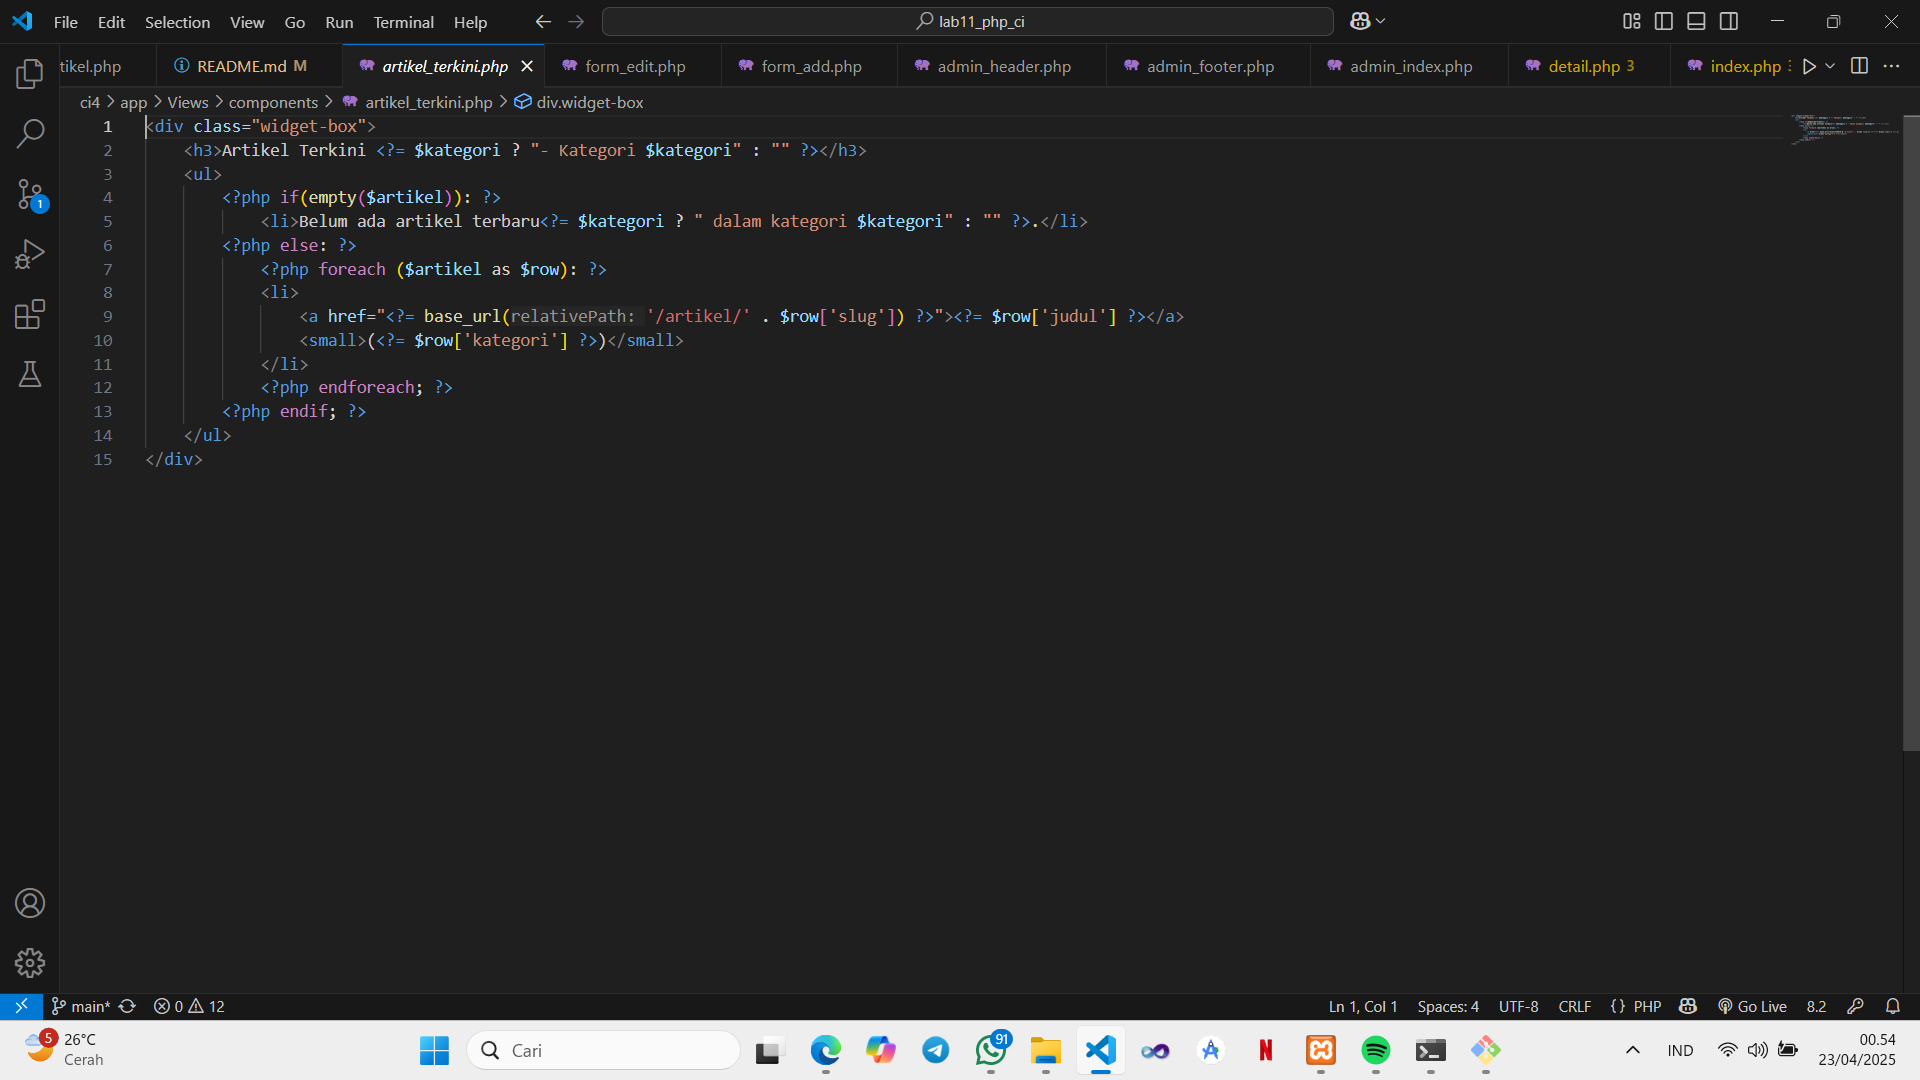 File Edit Selection View Go Run Terminal Help lab11_php_ci
tikel.php README.md M artikel_terkini.php form_edit.php form_add.php admin_header.php admin_footer.php admin_index.php detail.php 3 index.php 3
ci4 > app > Views > components > artikel_terkini.php > div.widget-box
1 <div class="widget-box">
2 <h3>Artikel Terkini <?= $kategori ? "- Kategori $kategori" : "" ?></h3>
3 <ul>
4 <?php if(empty($artikel)): ?>
5 <li>Belum ada artikel terbaru<?= $kategori ? " dalam kategori $kategori" : "" ?>.</li>
6 <?php else: ?>
7 <?php foreach ($artikel as $row): ?>
8 <li>
9 <a href="<?= base_url(relativePath: '/artikel/' . $row['slug']) ?>"><?= $row['judul'] ?></a>
10 <small>(<?= $row['kategori'] ?>)</small>
11 </li>
12 <?php endforeach; ?>
13 <?php endif; ?>
14 </ul>
15 </div>
1
main* 0 12 Ln 1, Col 1 Spaces: 4 UTF-8 CRLF {} PHP Go Live 8.2
5 26°C
Cerah
Cari
91
N
IND
00.54
23/04/2025